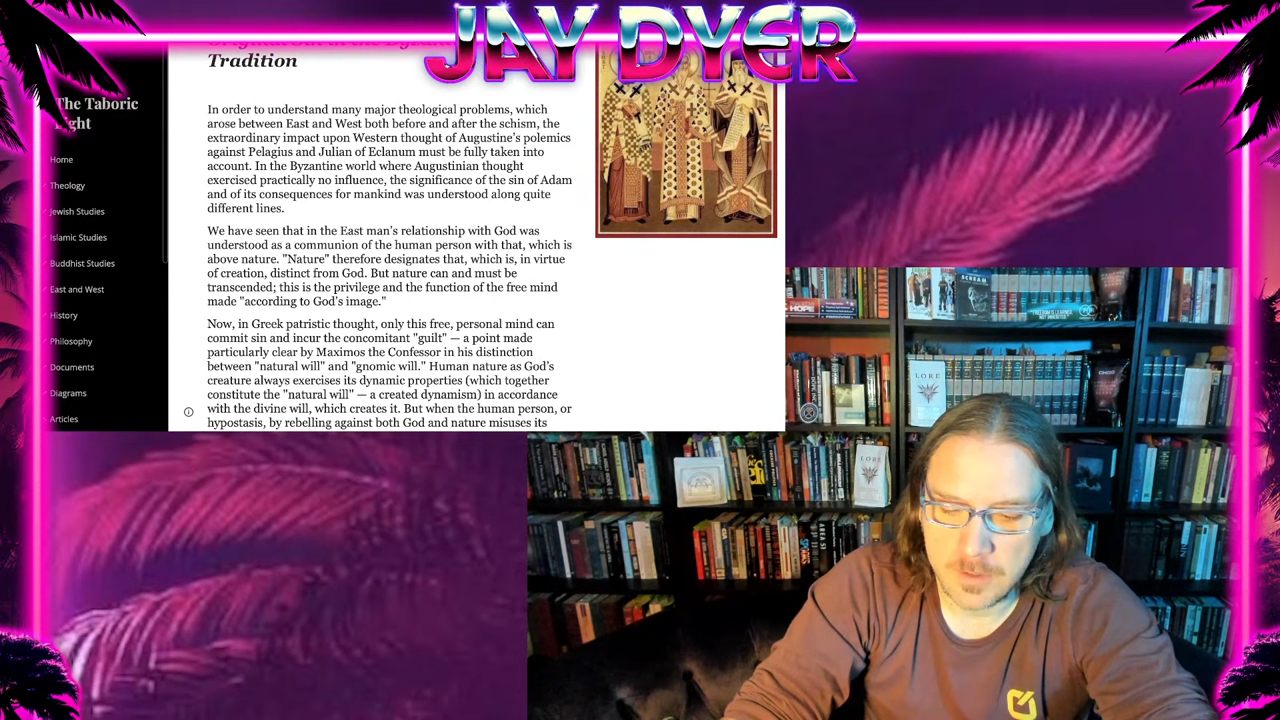 JAY DYER
Original Sin in the Byzantine
Tradition
The Taboric
Light
Home
Theology
Jewish Studies
Islamic Studies
Buddhist Studies
East and West
History
Philosophy
Documents
Diagrams
Articles
In order to understand many major theological problems, which
arose between East and West both before and after the schism, the
extraordinary impact upon Western thought of Augustine's polemics
against Pelagius and Julian of Eclanum must be fully taken into
account. In the Byzantine world where Augustinian thought
exercised practically no influence, the significance of the sin of Adam
and of its consequences for mankind was understood along quite
different lines.
We have seen that in the East man's relationship with God was
understood as a communion of the human person with that, which is
above nature. "Nature" therefore designates that, which is, in virtue
of creation, distinct from God. But nature can and must be
transcended; this is the privilege and the function of the free mind
made "according to God's image."
Now, in Greek patristic thought, only this free, personal mind can
commit sin and incur the concomitant "guilt" — a point made
particularly clear by Maximos the Confessor in his distinction
between "natural will" and "gnomic will." Human nature as God's
creature always exercises its dynamic properties (which together
constitute the "natural will" — a created dynamism) in accordance
with the divine will, which creates it. But when the human person, or
hypostasis, by rebelling against both God and nature misuses its
HOPE
SCREAM
LORE
LORE
AREA 51